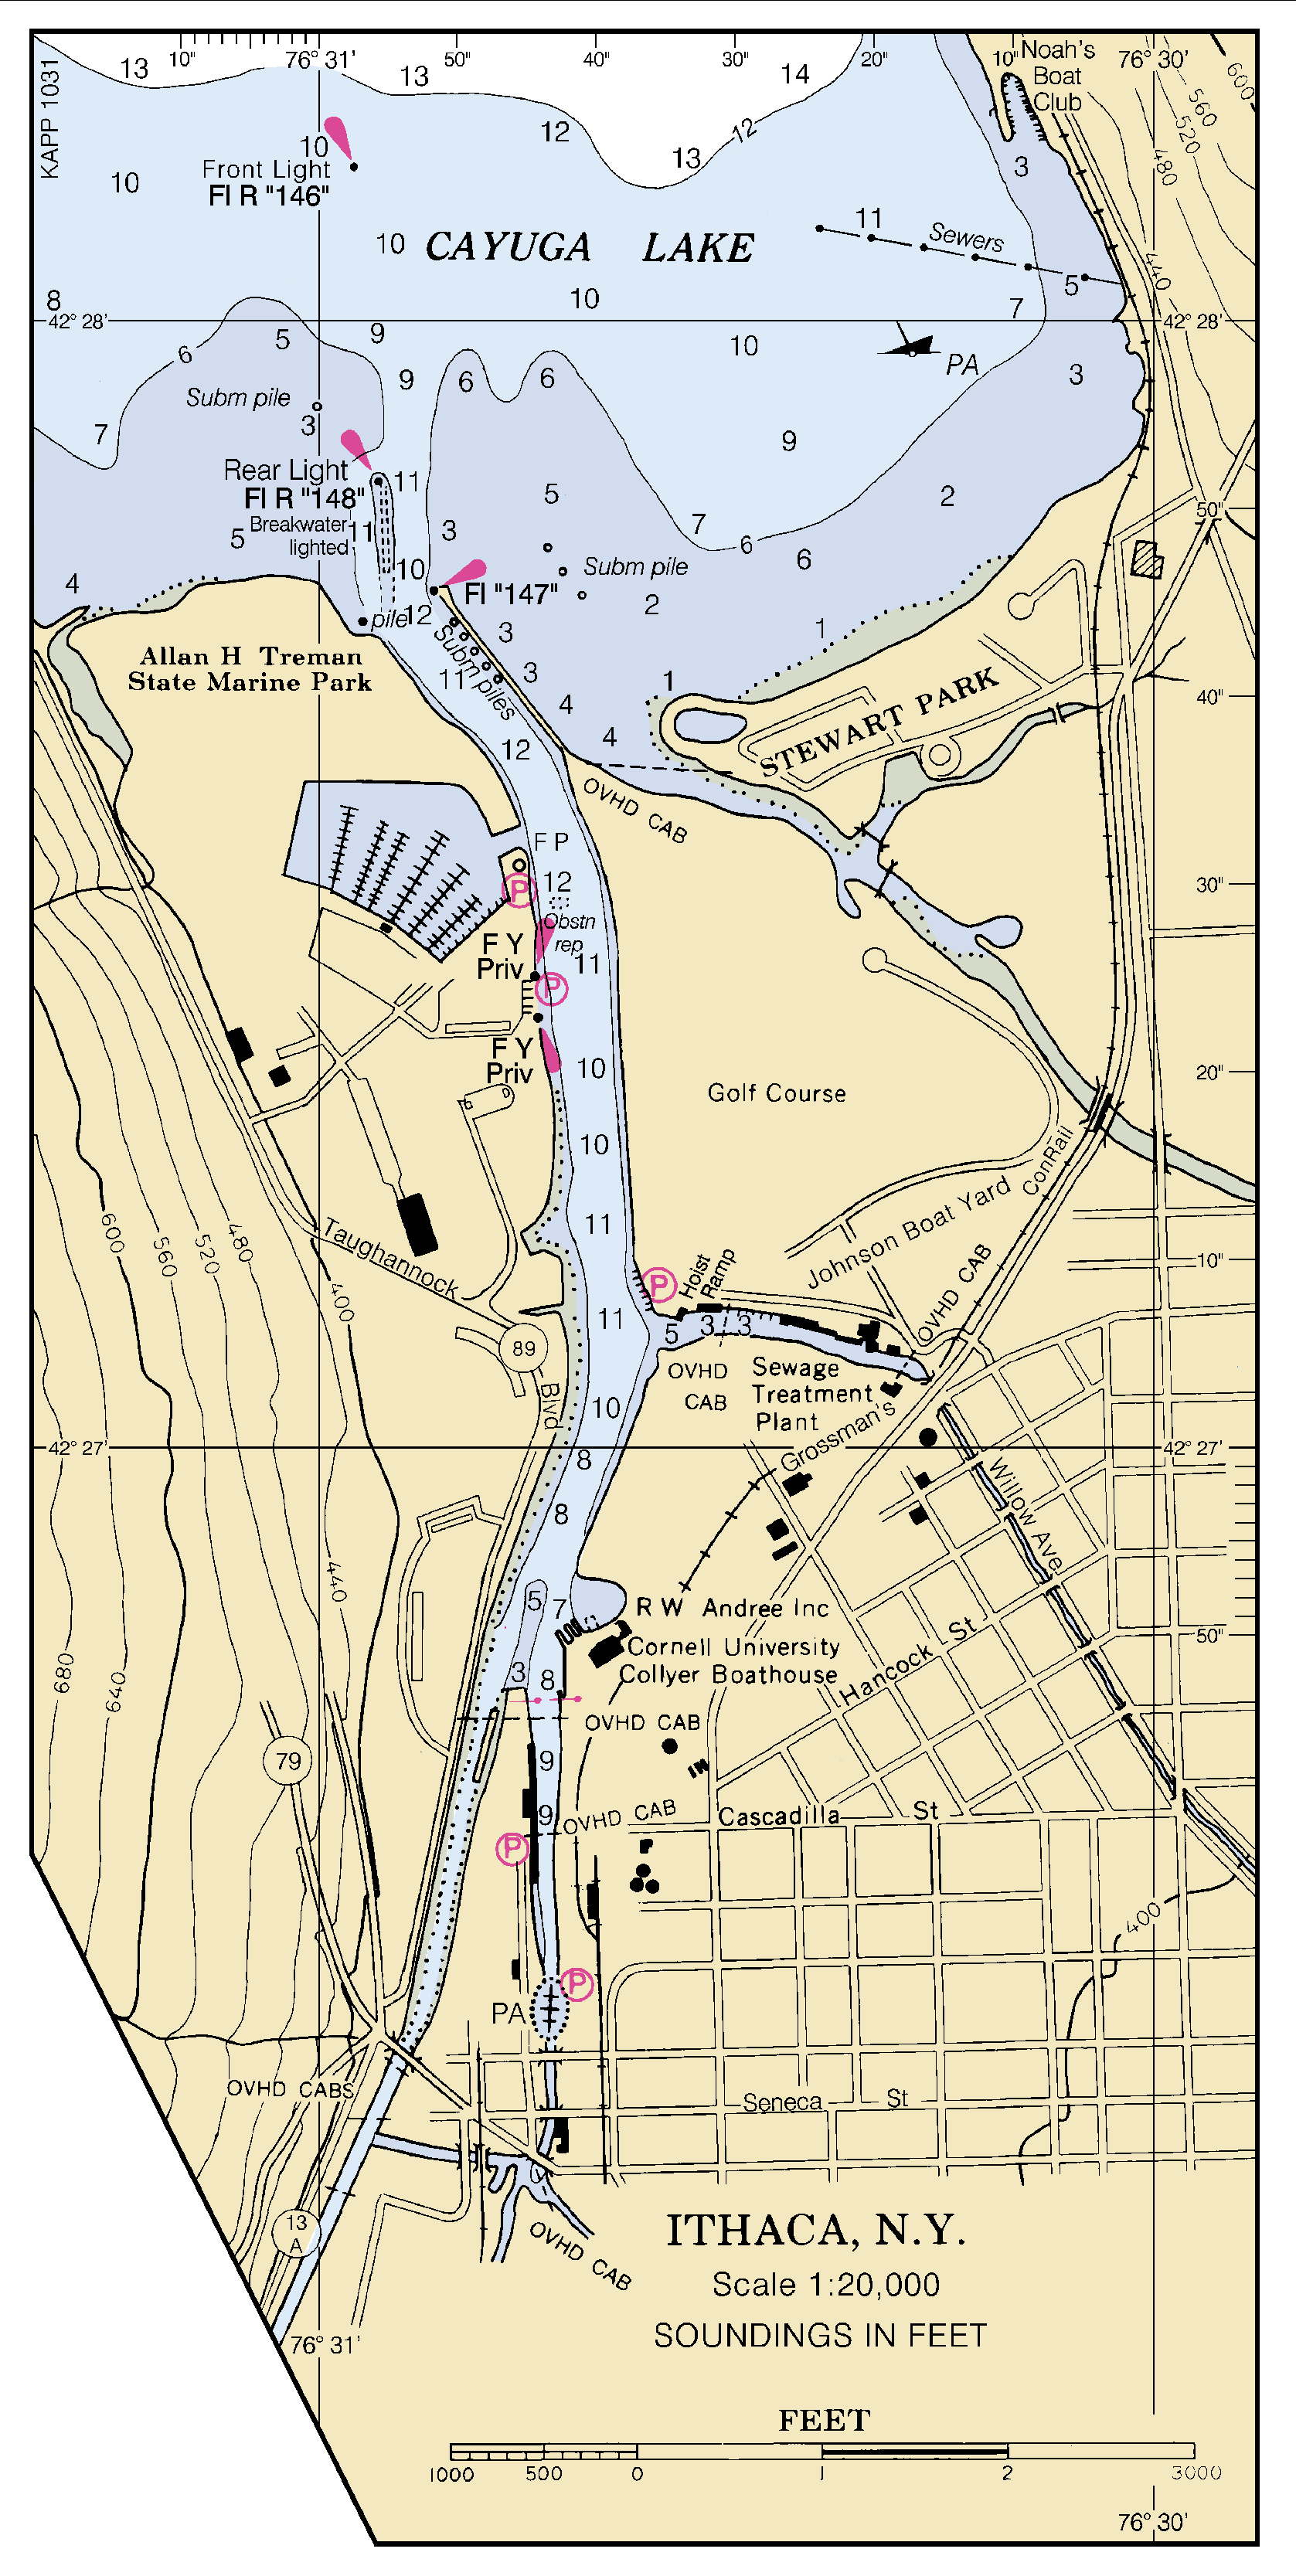 KAPP 1031
10"
76° 31'
50"
40"
30"
20"
10"
76° 30'
Noah's
Boat
Club
600
560
520
480
440
13
13
14
12
12
13
10
10
Front Light
Fl R "146"
3
11
Sewers
5
10
CAYUGA LAKE
10
8
7
42° 28'
42° 28'
5
9
6
10
PA
9
6
6
3
Subm pile
3
7
9
Rear Light
11
Fl R "148"
5
2
Breakwater
lighted
5
11
3
7
6
6
50"
10
Subm pile
4
Fl "147"
2
pile
12
Subm piles
3
1
Allan H Treman
State Marine Park
11
3
1
4
4
STEWART PARK
40"
12
OVHD CAB
F P
P
12
30"
Obstn
rep
F Y
Priv
11
P
F Y
Priv
10
Golf Course
20"
10
ConRail
Johnson Boat Yard
600
560
520
480
400
Taughannock
Blvd
11
Hoist
Ramp
P
OVHD CAB
10"
11
5
3
3
89
OVHD
CAB
Sewage
Treatment
Plant
10
Grossman's
42° 27'
42° 27'
8
Willow Ave
8
440
5
7
R W Andree Inc
50"
Cornell University
Collyer Boathouse
Hancock St
3
8
680
640
OVHD CAB
79
9
9
OVHD CAB
Cascadilla St
P
400
P
PA
OVHD CABS
Seneca St
13
A
OVHD CAB
ITHACA, N.Y.
Scale 1:20,000
SOUNDINGS IN FEET
76° 31'
FEET
1000
500
0
1
2
3000
76° 30'